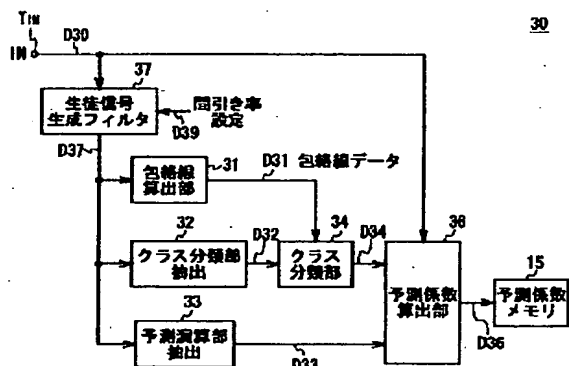 30
TIN
IN
D30
37
生徒信号
生成フィルタ
間引き率
設定
D39
D37
包絡線
算出部
31
D31 包絡線データ
32
クラス分類部
抽出
D32
34
クラス
分類部
D34
36
予測係数
算出部
15
予測係数
メモリ
D36
33
予測演算部
抽出
D33